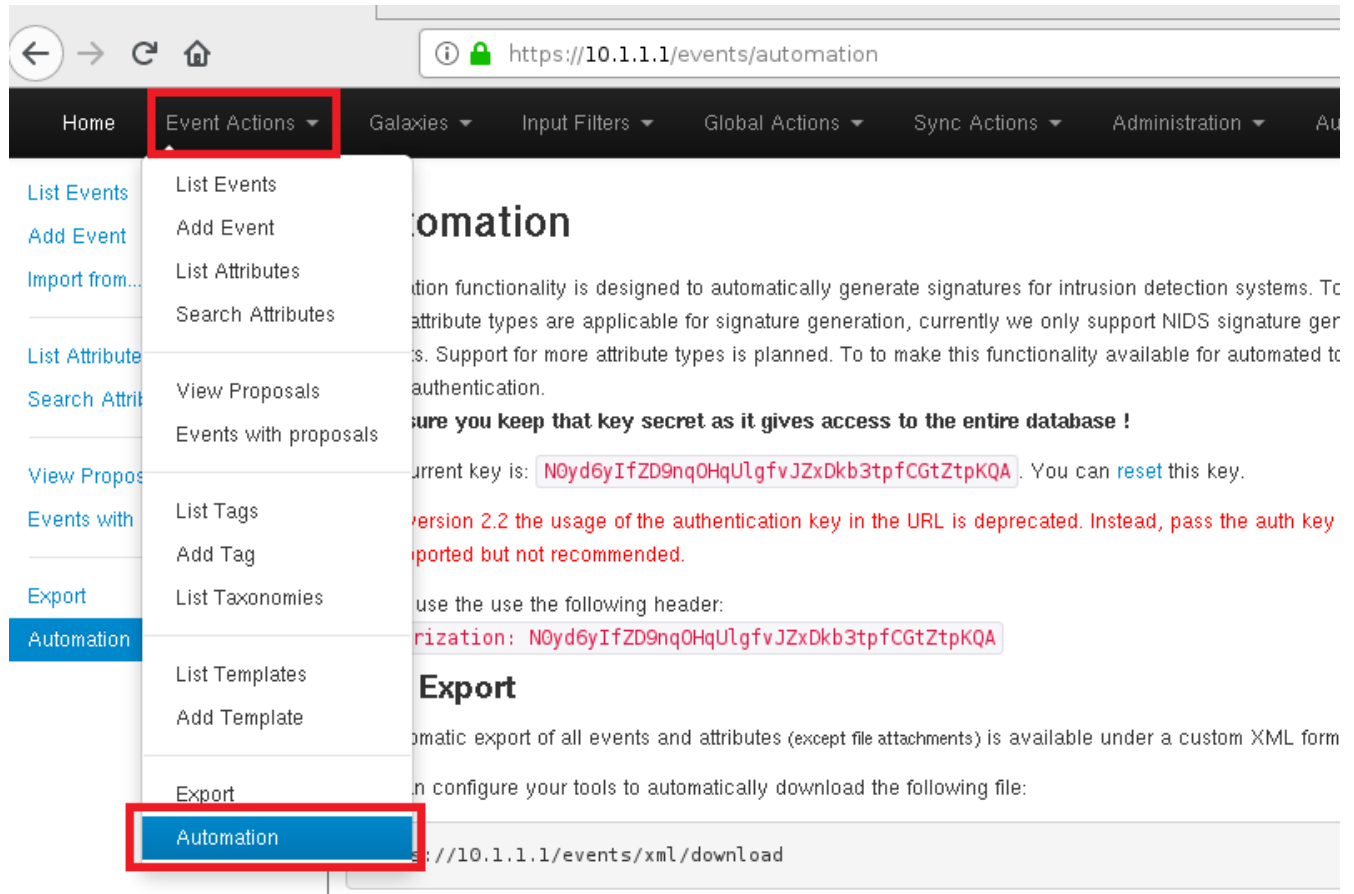 https://10.1.1.1/events/automation
Home Event Actions Galaxies Input Filters Global Actions Sync Actions Administration Au
List Events
Add Event
Import from...
List Attribute
Search Attrib
View Propos
Events with
Export
Automation
List Events
Add Event
List Attributes
Search Attributes
View Proposals
Events with proposals
List Tags
Add Tag
List Taxonomies
List Templates
Add Template
Export
Automation
tomation
ation functionality is designed to automatically generate signatures for intrusion detection systems. To
attribute types are applicable for signature generation, currently we only support NIDS signature gen
s. Support for more attribute types is planned. To to make this functionality available for automated to
authentication.
sure you keep that key secret as it gives access to the entire database !
urrent key is: N0yd6yIfZD9nqOHqUlgfvJZxDkb3tpfCGtZtpKQA. You can reset this key.
version 2.2 the usage of the authentication key in the URL is deprecated. Instead, pass the auth key
ported but not recommended.
use the use the following header:
rization: N0yd6yIfZD9nqOHqUlgfvJZxDkb3tpfCGtZtpKQA
Export
omatic export of all events and attributes (except file attachments) is available under a custom XML form
n configure your tools to automatically download the following file:
s://10.1.1.1/events/xml/download